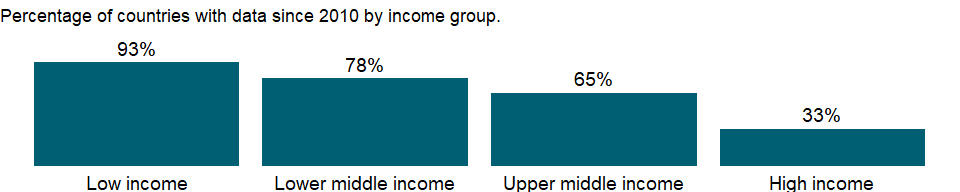 Percentage of countries with data since 2010 by income group.
93%
78%
65%
33%
Low income
Lower middle income
Upper middle income
High income